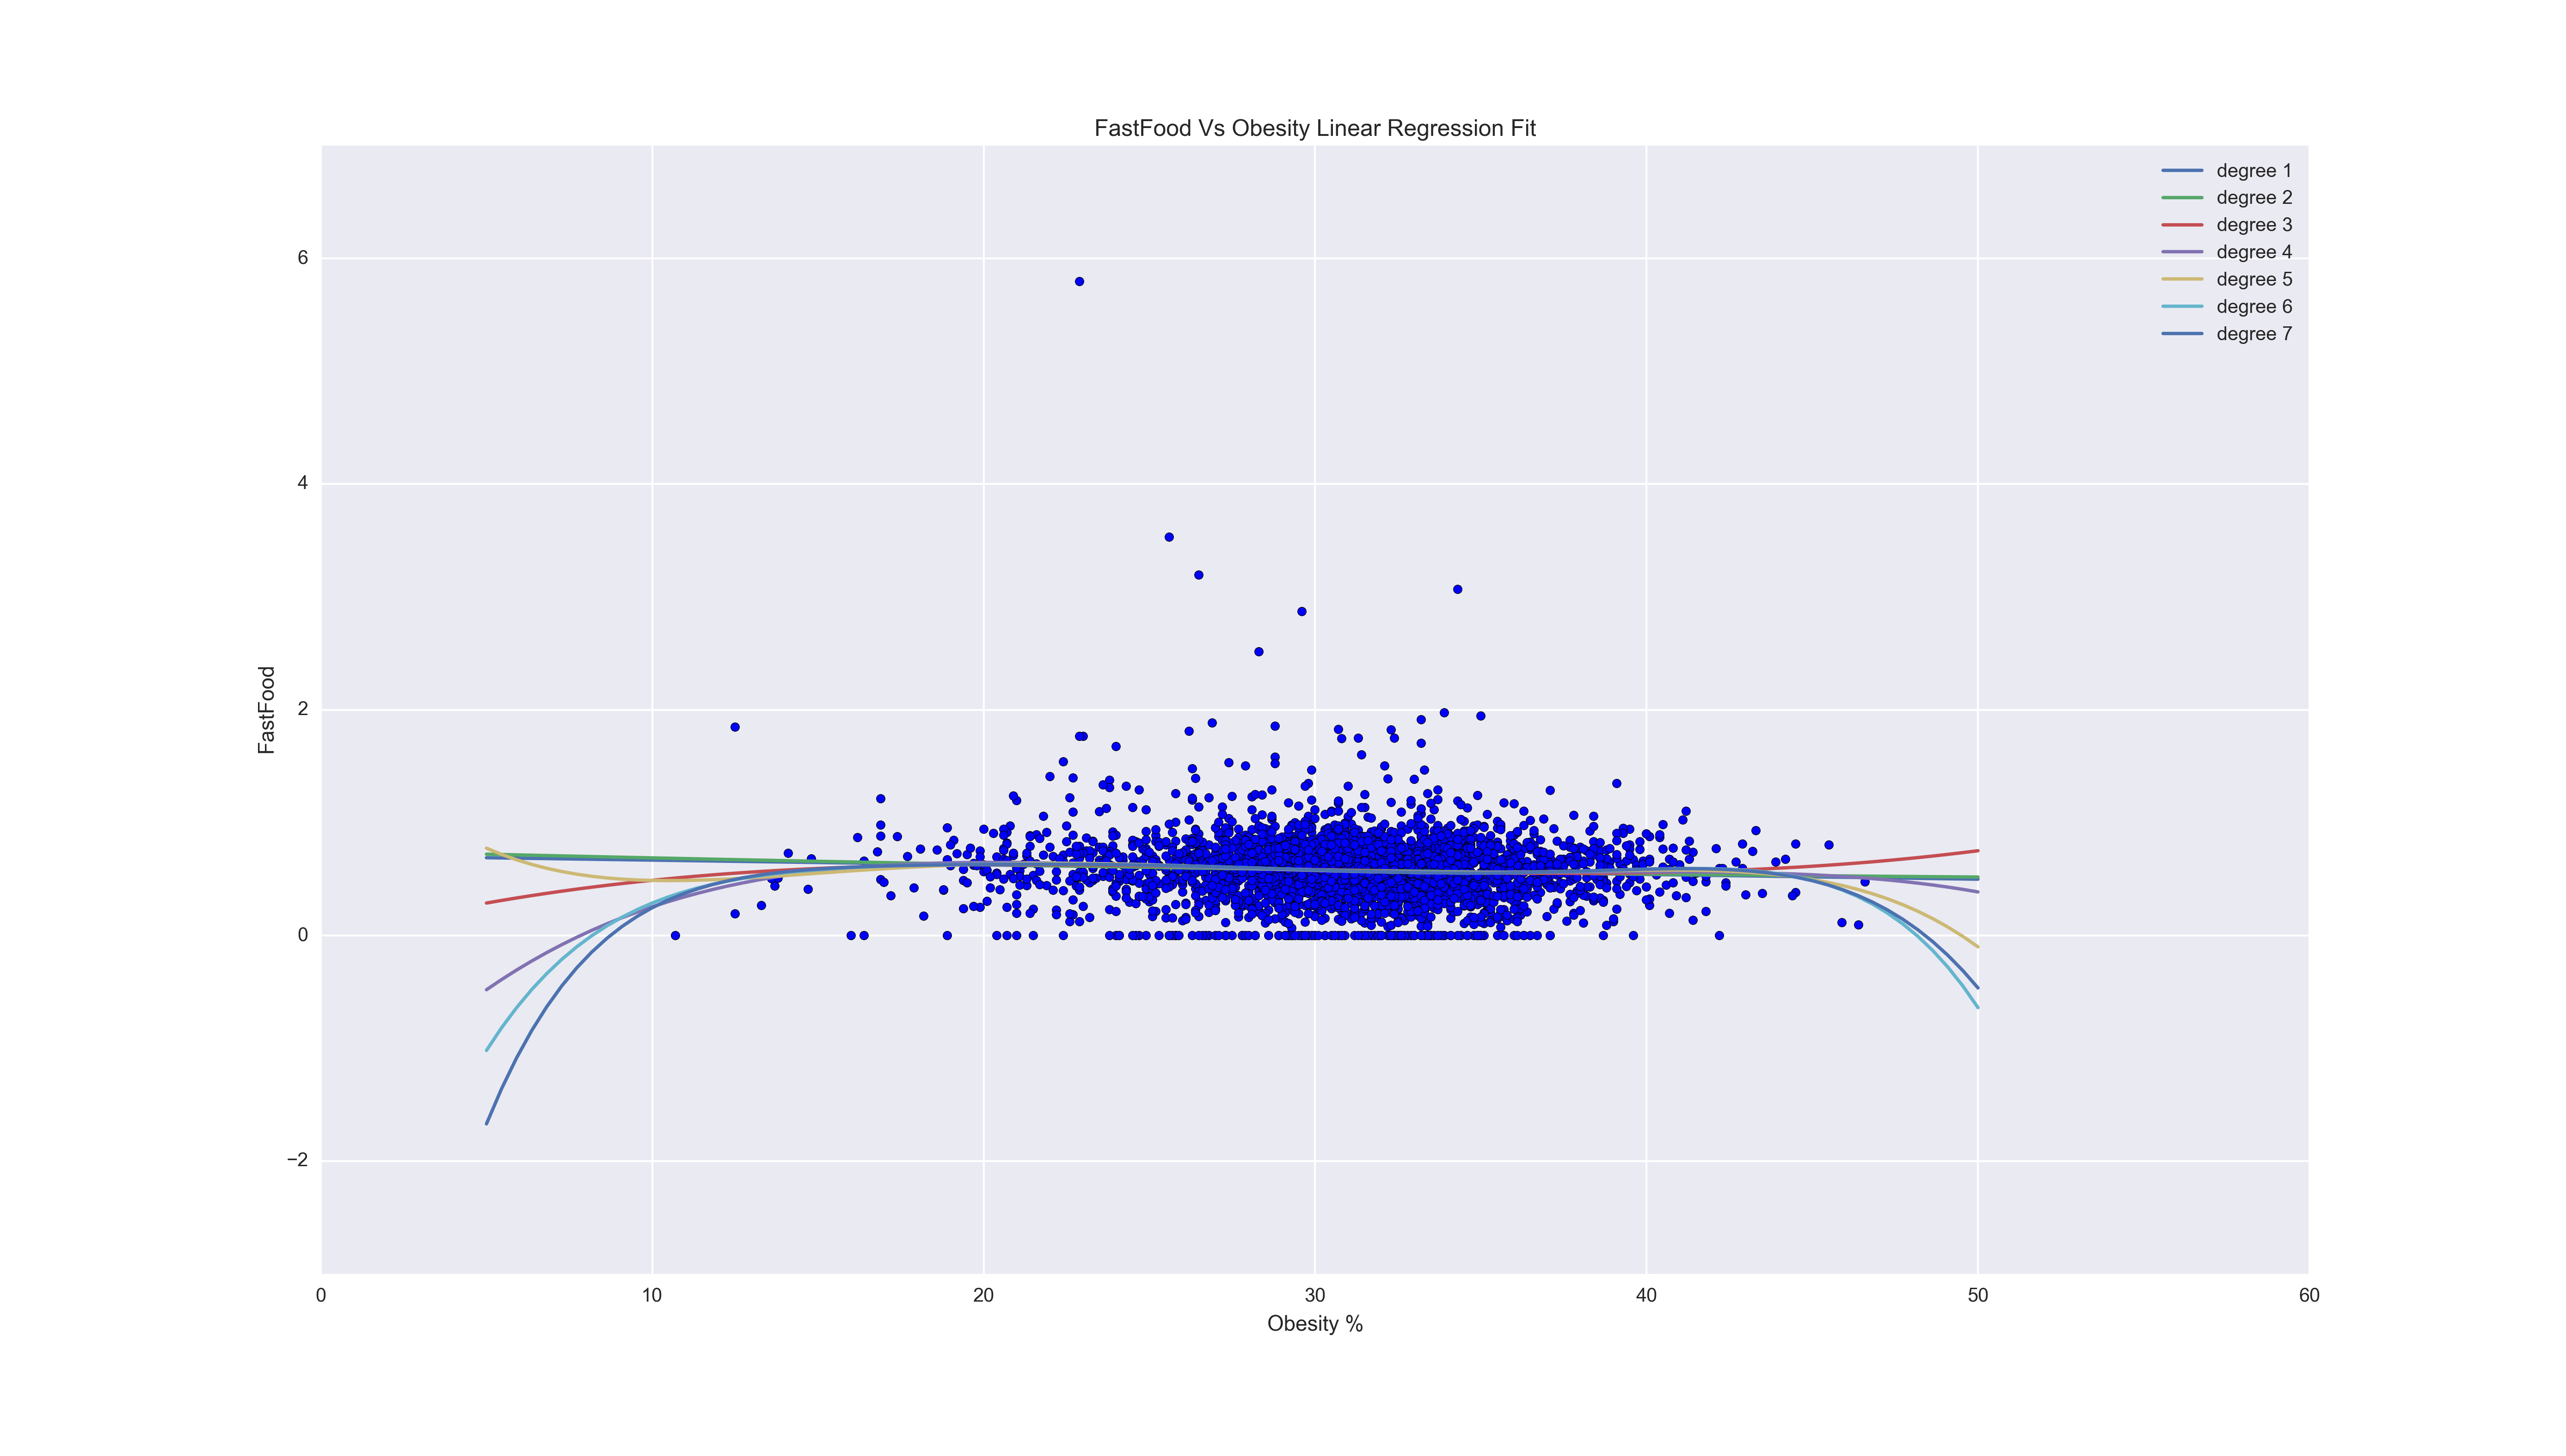 FastFood Vs Obesity Linear Regression Fit
degree 1
degree 2
degree 3
degree 4
degree 5
degree 6
degree 7
6
4
2
0
−2
FastFood
0 10 20 30 40 50 60
Obesity %